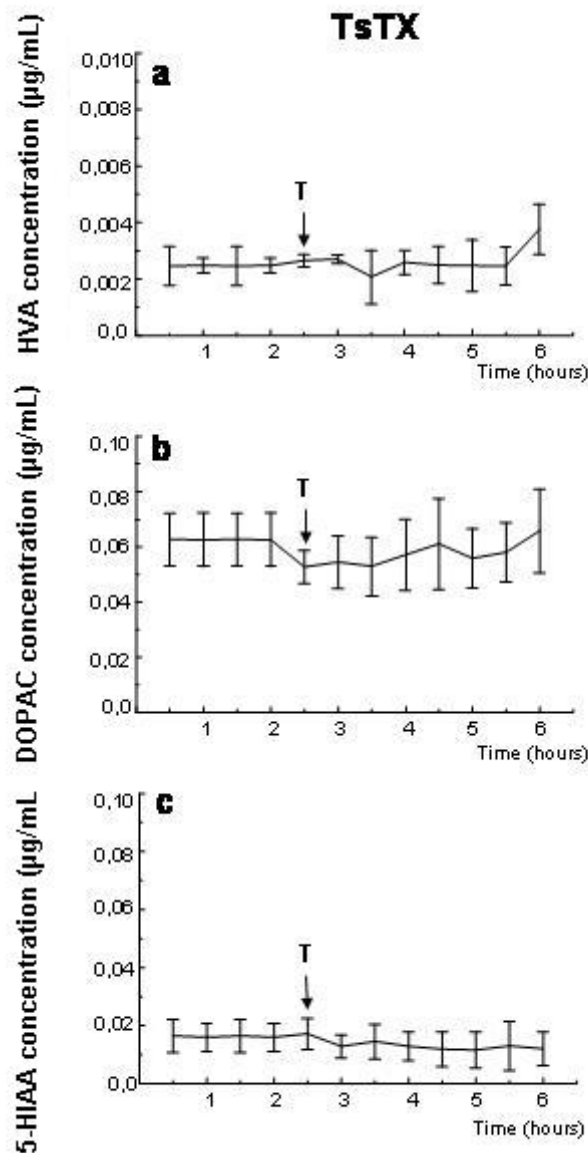 TsTX
HVA concentration (µg/mL)
a
0,010
0,008
0,006
0,004
0,002
0,0
T
1 2 3 4 5 6
Time (hours)
DOPAC concentration (µg/mL)
b
0,10
0,08
0,06
0,04
0,02
0,0
T
1 2 3 4 5 6
Time (hours)
5-HIAA concentration (µg/mL
c
0,10
0,08
0,06
0,04
0,02
0,0
T
1 2 3 4 5 6
Time (hours)